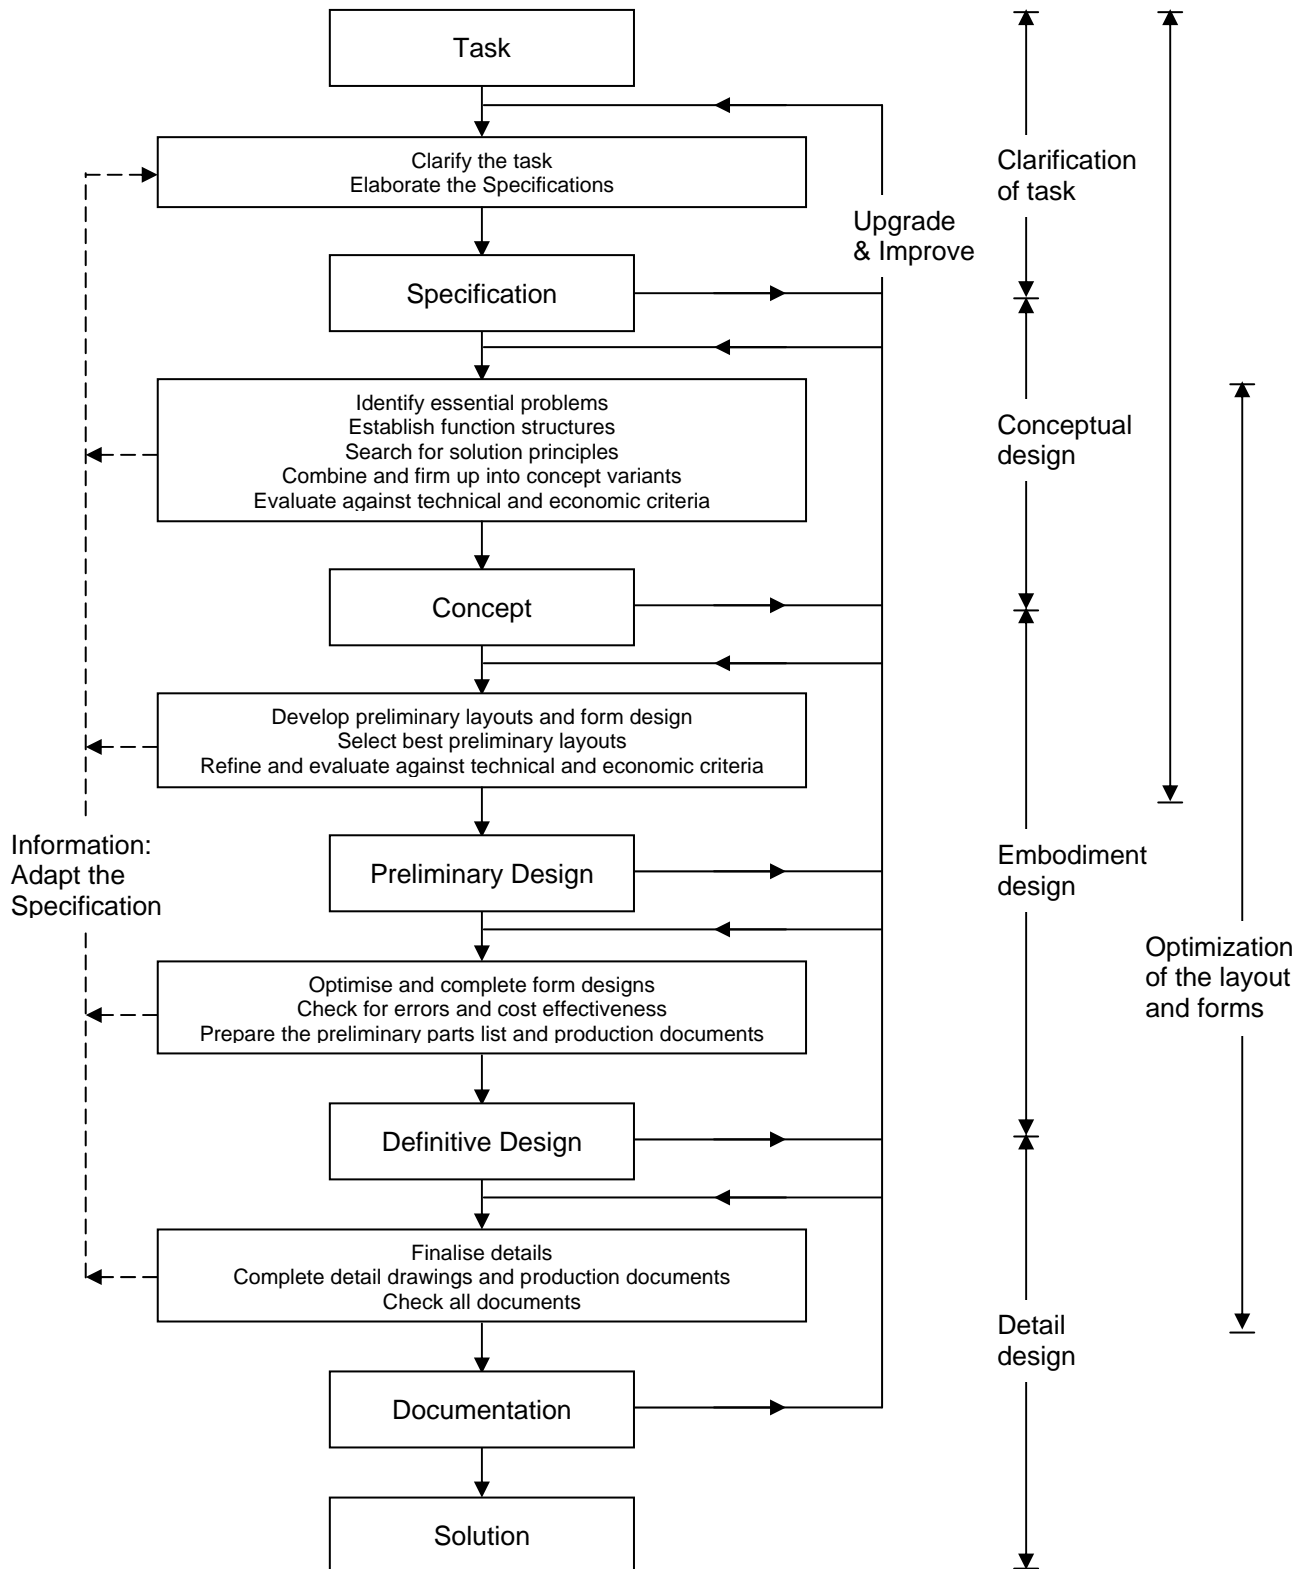 Task
Clarify the task
Elaborate the Specifications
Clarification
of task
Upgrade
& Improve
Specification
Identify essential problems
Establish function structures
Search for solution principles
Combine and firm up into concept variants
Evaluate against technical and economic criteria
Conceptual
design
Concept
Develop preliminary layouts and form design
Select best preliminary layouts
Refine and evaluate against technical and economic criteria
Information:
Adapt the
Specification
Preliminary Design
Embodiment
design
Optimization
of the layout
and forms
Optimise and complete form designs
Check for errors and cost effectiveness
Prepare the preliminary parts list and production documents
Definitive Design
Finalise details
Complete detail drawings and production documents
Check all documents
Detail
design
Documentation
Solution